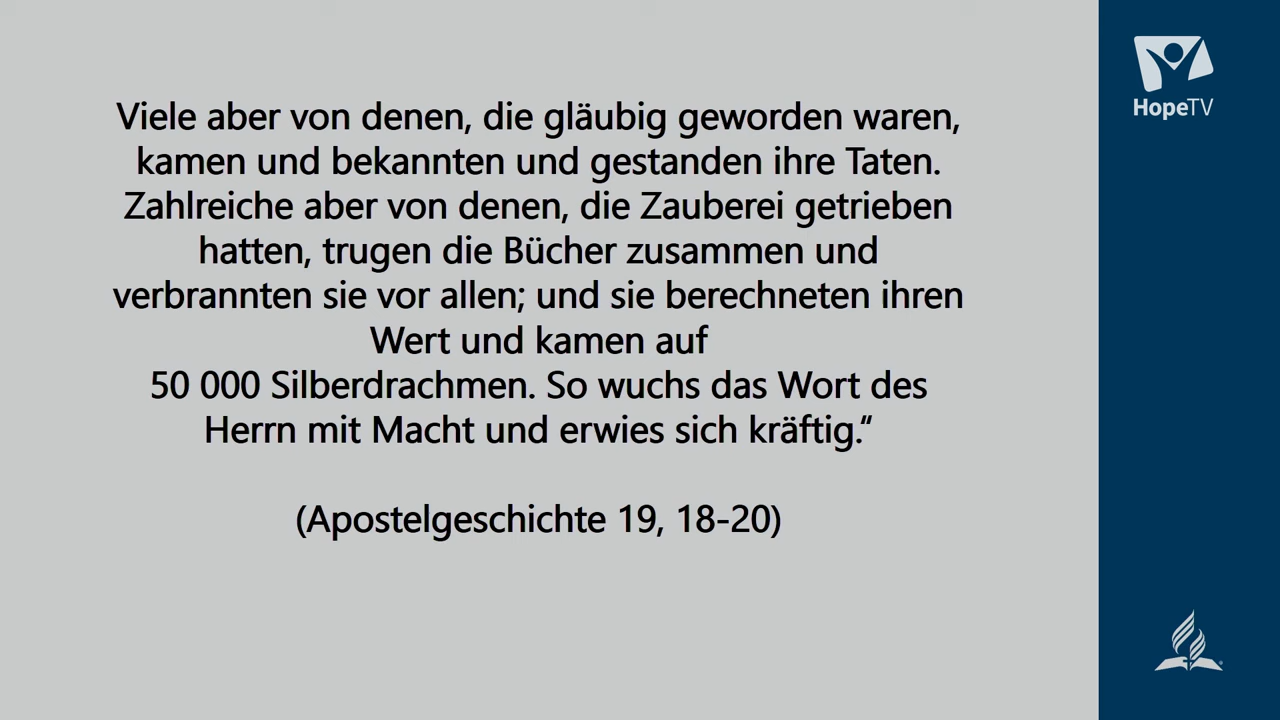 Viele aber von denen, die gläubig geworden waren,
kamen und bekannten und gestanden ihre Taten.
Zahlreiche aber von denen, die Zauberei getrieben
hatten, trugen die Bücher zusammen und
verbrannten sie vor allen; und sie berechneten ihren
Wert und kamen auf
50 000 Silberdrachmen. So wuchs das Wort des
Herrn mit Macht und erwies sich kräftig.“
(Apostelgeschichte 19, 18-20)
HopeTV